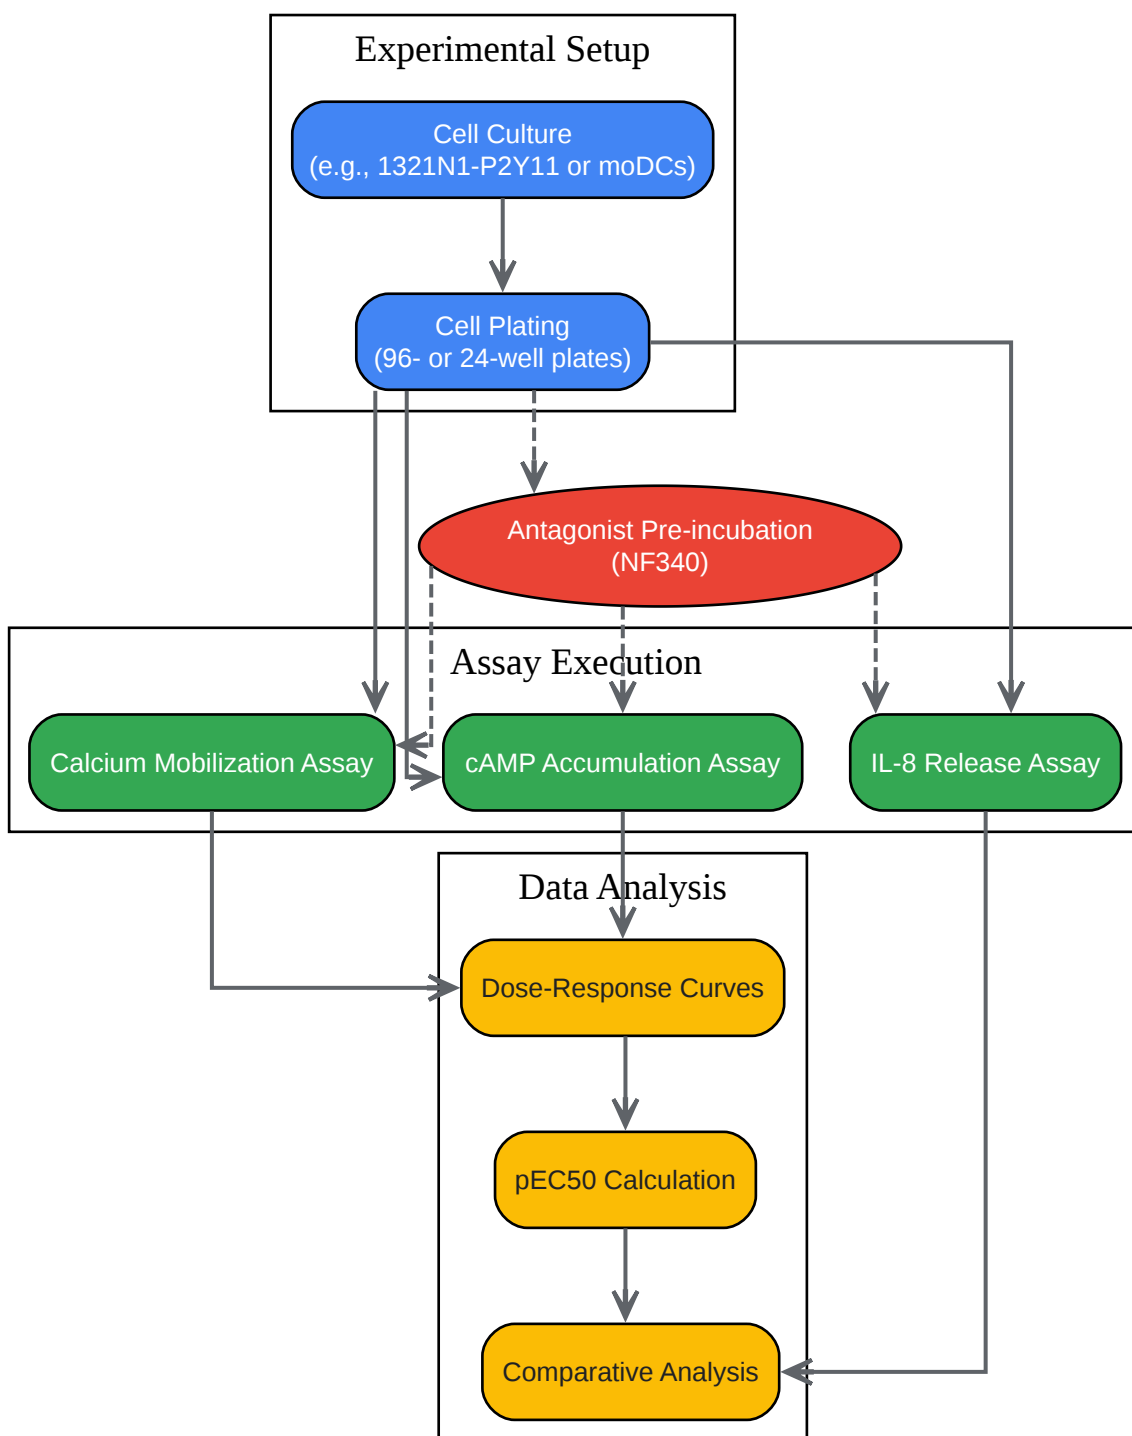 Experimental Setup
Cell Culture
(e.g., 1321N1-P2Y11 or moDCs)
Cell Plating
(96- or 24-well plates)
Antagonist Pre-incubation
(NF340)
Assay Execution
Calcium Mobilization Assay
cAMP Accumulation Assay
IL-8 Release Assay
Data Analysis
Dose-Response Curves
pEC50 Calculation
Comparative Analysis